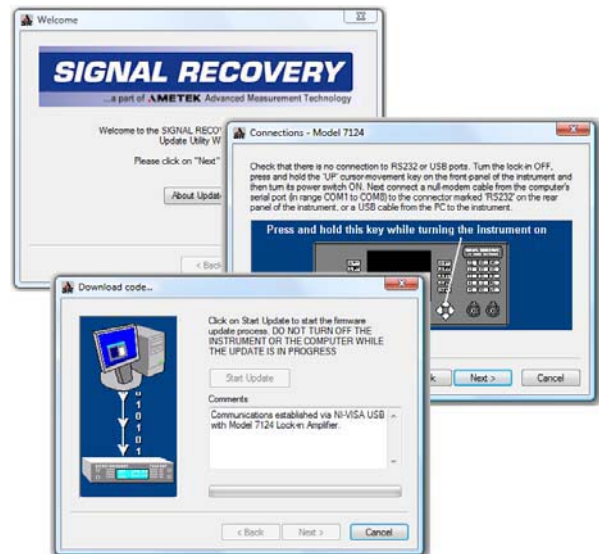 Welcome
SIGNAL RECOVERY
...a part of AMETEK Advanced Measurement Technology
Welcome to the SIGNAL RECO
Update Utility W
Please click on "Next"
About Updat
< Back
Connections - Model 7124
Check that there is no connection to RS232 or USB ports. Turn the lock-in OFF,
press and hold the 'UP' cursor-movement key on the front-panel of the instrument and
then turn its power switch ON. Next connect a null-modem cable from the computer's
serial port (in range COM1 to COM8) to the connector marked 'RS232' on the rear
panel of the instrument, or a USB cable from the PC to the instrument.
Press and hold this key while turning the instrument on
k
Next >
Cancel
Download code...
Click on Start Update to start the firmware
update process. DO NOT TURN OFF THE
INSTRUMENT OR THE COMPUTER WHILE
THE UPDATE IS IN PROGRESS
Start Update
Comments
Communications established via NI-VISA USB
with Model 7124 Lock-in Amplifier.
0
1
0
1
0
1
< Back
Next >
Cancel